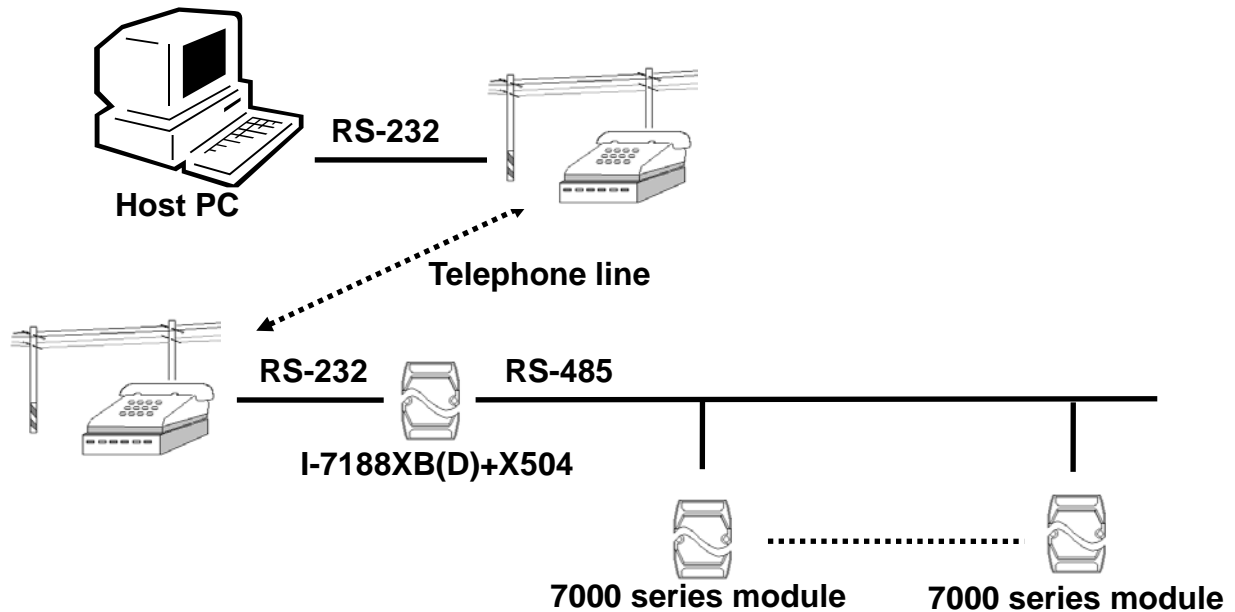 RS-232
Host PC
Telephone line
RS-232
RS-485
I-7188XB(D)+X504
7000 series module
7000 series module